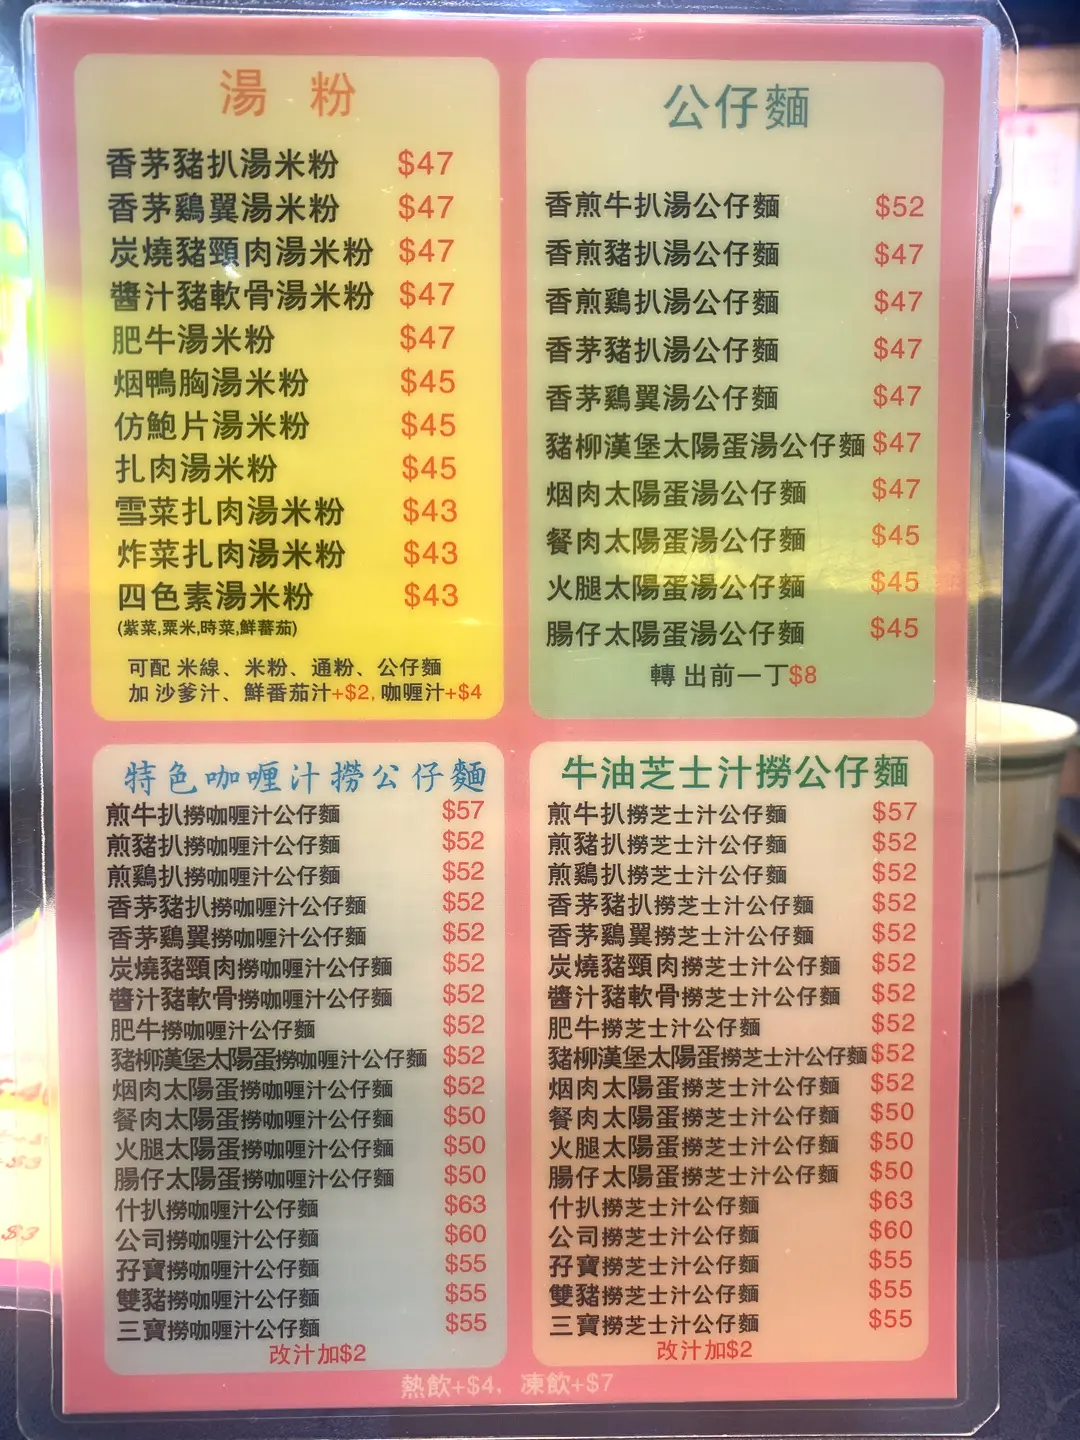 湯 粉
香茅豬扒湯米粉 $47
香茅鷄翼湯米粉 $47
炭燒豬頸肉湯米粉 $47
醬汁豬軟骨湯米粉 $47
肥牛湯米粉 $47
烟鴨胸湯米粉 $45
仿鮑片湯米粉 $45
扎肉湯米粉 $45
雪菜扎肉湯米粉 $43
炸菜扎肉湯米粉 $43
四色素湯米粉 $43
(紫菜,粟米,時菜,鮮蕃茄)
可配 米線、米粉、通粉、公仔麵
加 沙爹汁、鮮番茄汁+$2, 咖喱汁+$4
公仔麵
香煎牛扒湯公仔麵 $52
香煎豬扒湯公仔麵 $47
香煎鷄扒湯公仔麵 $47
香茅豬扒湯公仔麵 $47
香茅鷄翼湯公仔麵 $47
豬柳漢堡太陽蛋湯公仔麵 $47
烟肉太陽蛋湯公仔麵 $47
餐肉太陽蛋湯公仔麵 $45
火腿太陽蛋湯公仔麵 $45
腸仔太陽蛋湯公仔麵 $45
轉 出前一丁$8
特色咖喱汁撈公仔麵
煎牛扒撈咖喱汁公仔麵 $57
煎豬扒撈咖喱汁公仔麵 $52
煎鷄扒撈咖喱汁公仔麵 $52
香茅豬扒撈咖喱汁公仔麵 $52
香茅鷄翼撈咖喱汁公仔麵 $52
炭燒豬頸肉撈咖喱汁公仔麵 $52
醬汁豬軟骨撈咖喱汁公仔麵 $52
肥牛撈咖喱汁公仔麵 $52
豬柳漢堡太陽蛋撈咖喱汁公仔麵 $52
烟肉太陽蛋撈咖喱汁公仔麵 $52
餐肉太陽蛋撈咖喱汁公仔麵 $50
火腿太陽蛋撈咖喱汁公仔麵 $50
腸仔太陽蛋撈咖喱汁公仔麵 $50
什扒撈咖喱汁公仔麵 $63
公司撈咖喱汁公仔麵 $60
孖寶撈咖喱汁公仔麵 $55
雙豬撈咖喱汁公仔麵 $55
三寶撈咖喱汁公仔麵 $55
改汁加$2
牛油芝士汁撈公仔麵
煎牛扒撈芝士汁公仔麵 $57
煎豬扒撈芝士汁公仔麵 $52
煎鷄扒撈芝士汁公仔麵 $52
香茅豬扒撈芝士汁公仔麵 $52
香茅鷄翼撈芝士汁公仔麵 $52
炭燒豬頸肉撈芝士汁公仔麵 $52
醬汁豬軟骨撈芝士汁公仔麵 $52
肥牛撈芝士汁公仔麵 $52
豬柳漢堡太陽蛋撈芝士汁公仔麵 $52
烟肉太陽蛋撈芝士汁公仔麵 $52
餐肉太陽蛋撈芝士汁公仔麵 $50
火腿太陽蛋撈芝士汁公仔麵 $50
腸仔太陽蛋撈芝士汁公仔麵 $50
什扒撈芝士汁公仔麵 $63
公司撈芝士汁公仔麵 $60
孖寶撈芝士汁公仔麵 $55
雙豬撈芝士汁公仔麵 $55
三寶撈芝士汁公仔麵 $55
改汁加$2
熱飲+$4, 凍飲+$7